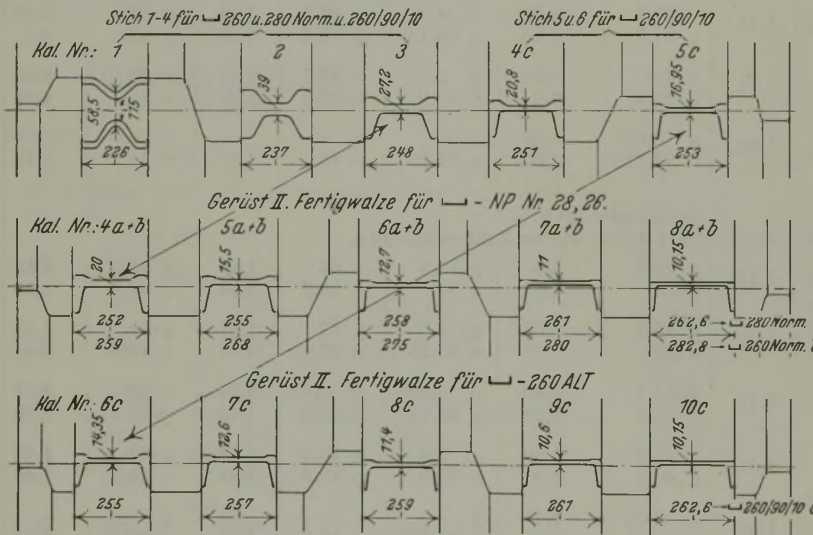 Stich 1-4 für ⌴ 260 u. 280 Norm. u. 260/90/10 Stich 5 u. 6 für ⌴ 260/90/10
Kal. Nr.: 1 2 3 4c 5c
58,5 115 39 27,2 20,8 16,95
226 237 248 251 253
Gerüst II. Fertigwalze für ⌴ - NP Nr. 28, 26.
Kal. Nr.: 4a+b 5a+b 6a+b 7a+b 8a+b
20 15,5 12,7 11 10,15
252 255 258 261 262,6 → ⌴ 280 Norm.
259 268 275 280 282,8 → ⌴ 260 Norm.
Gerüst II. Fertigwalze für ⌴ - 260 ALT
Kal. Nr.: 6c 7c 8c 9c 10c
14,35 12,6 11,4 10,6 10,15
255 257 259 261 262,6 → ⌴ 260/90/10